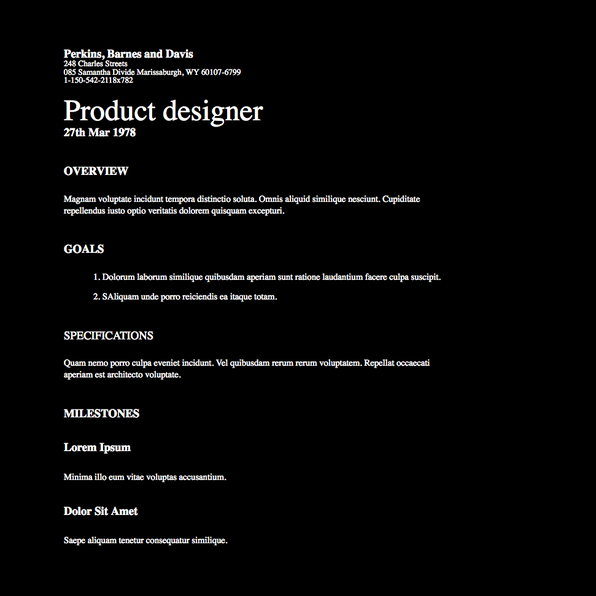 Perkins, Barnes and Davis
248 Charles Streets
085 Samantha Divide Marissaburgh, WY 60107-6799
1-150-542-2118x782
Product designer
27th Mar 1978
OVERVIEW
Magnam voluptate incidunt tempora distinctio soluta. Omnis aliquid similique nesciunt. Cupiditate
repellendus iusto optio veritatis dolorem quisquam excepturi.
GOALS
1. Dolorum laborum similique quibusdam aperiam sunt ratione laudantium facere culpa suscipit.
2. SAliquam unde porro reiciendis ea itaque totam.
SPECIFICATIONS
Quam nemo porro culpa eveniet incidunt. Vel quibusdam rerum rerum voluptatem. Repellat occaecati
aperiam est architecto voluptate.
MILESTONES
Lorem Ipsum
Minima illo eum vitae voluptas accusantium.
Dolor Sit Amet
Saepe aliquam tenetur consequatur similique.